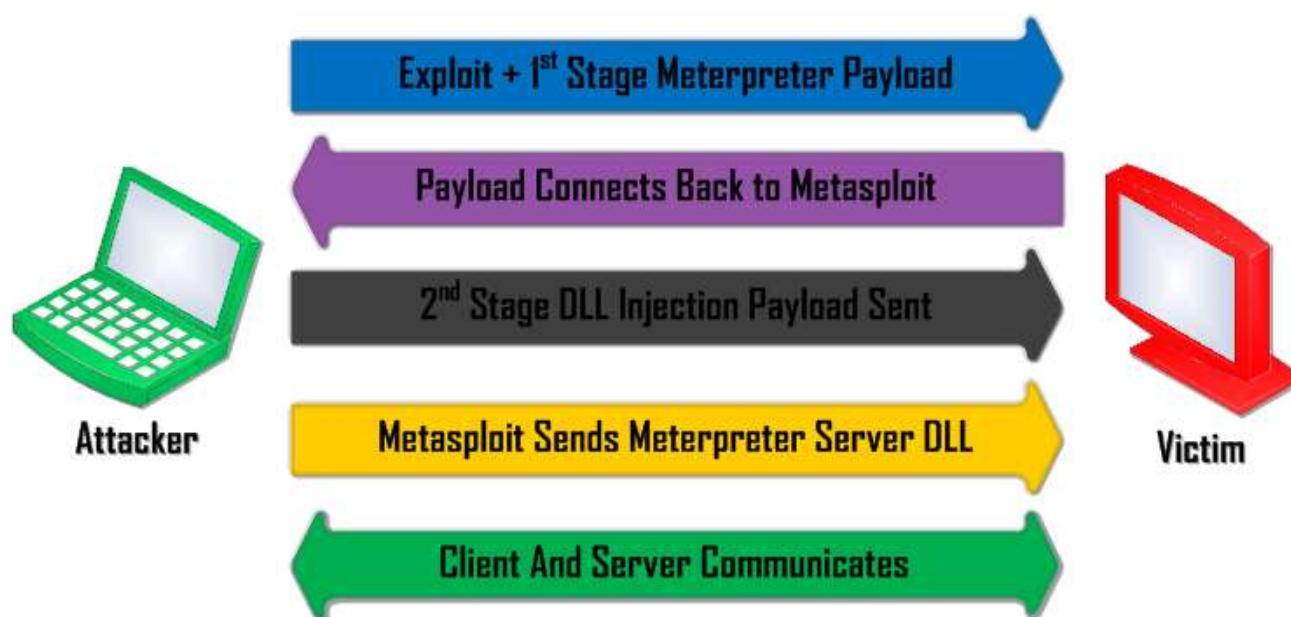 Exploit + 1st Stage Meterpreter Payload
Payload Connects Back to Metasploit
2nd Stage DLL Injection Payload Sent
Metasploit Sends Meterpreter Server DLL
Client And Server Communicates
Attacker
Victim